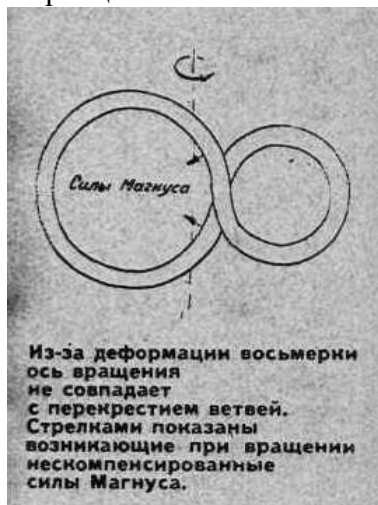 Силы Магнуса
Из-за деформации восьмерки
ось вращения
не совпадает
с перекрестием ветвей.
Стрелками показаны
возникающие при вращении
нескомпенсированные
силы Магнуса.